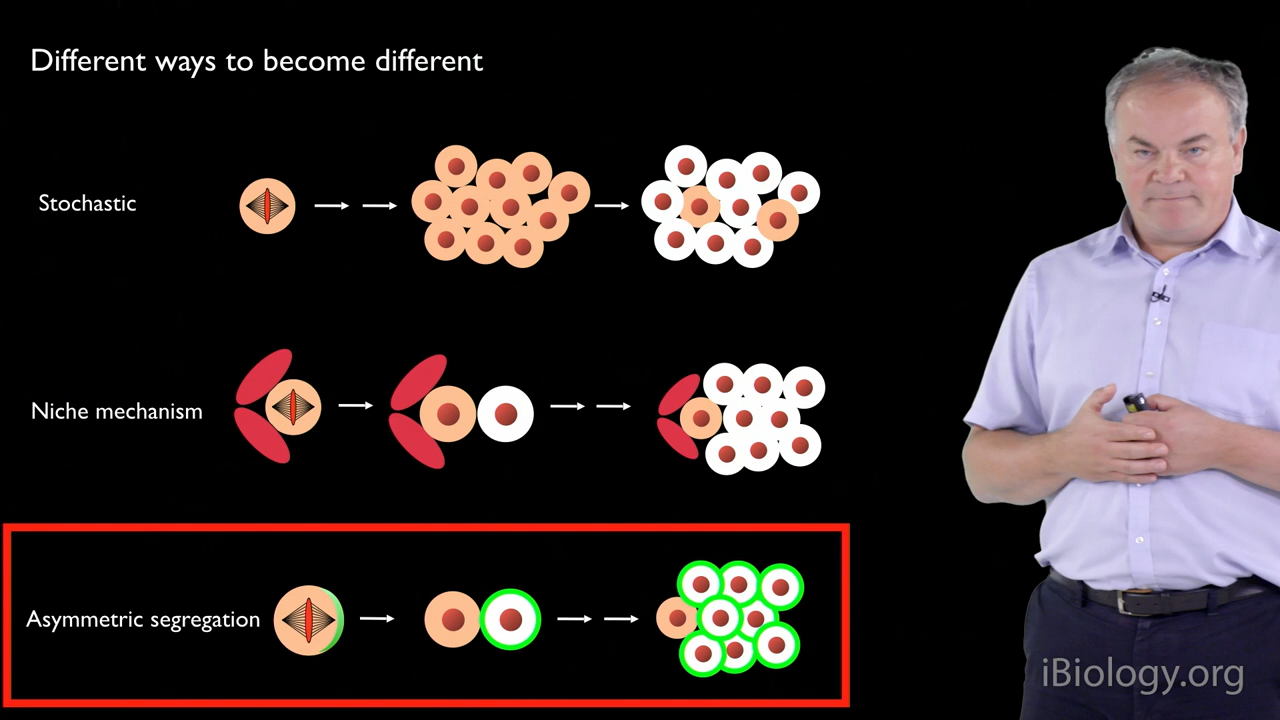 Different ways to become different
Stochastic
Niche mechanism
Asymmetric segregation
iBiology.org